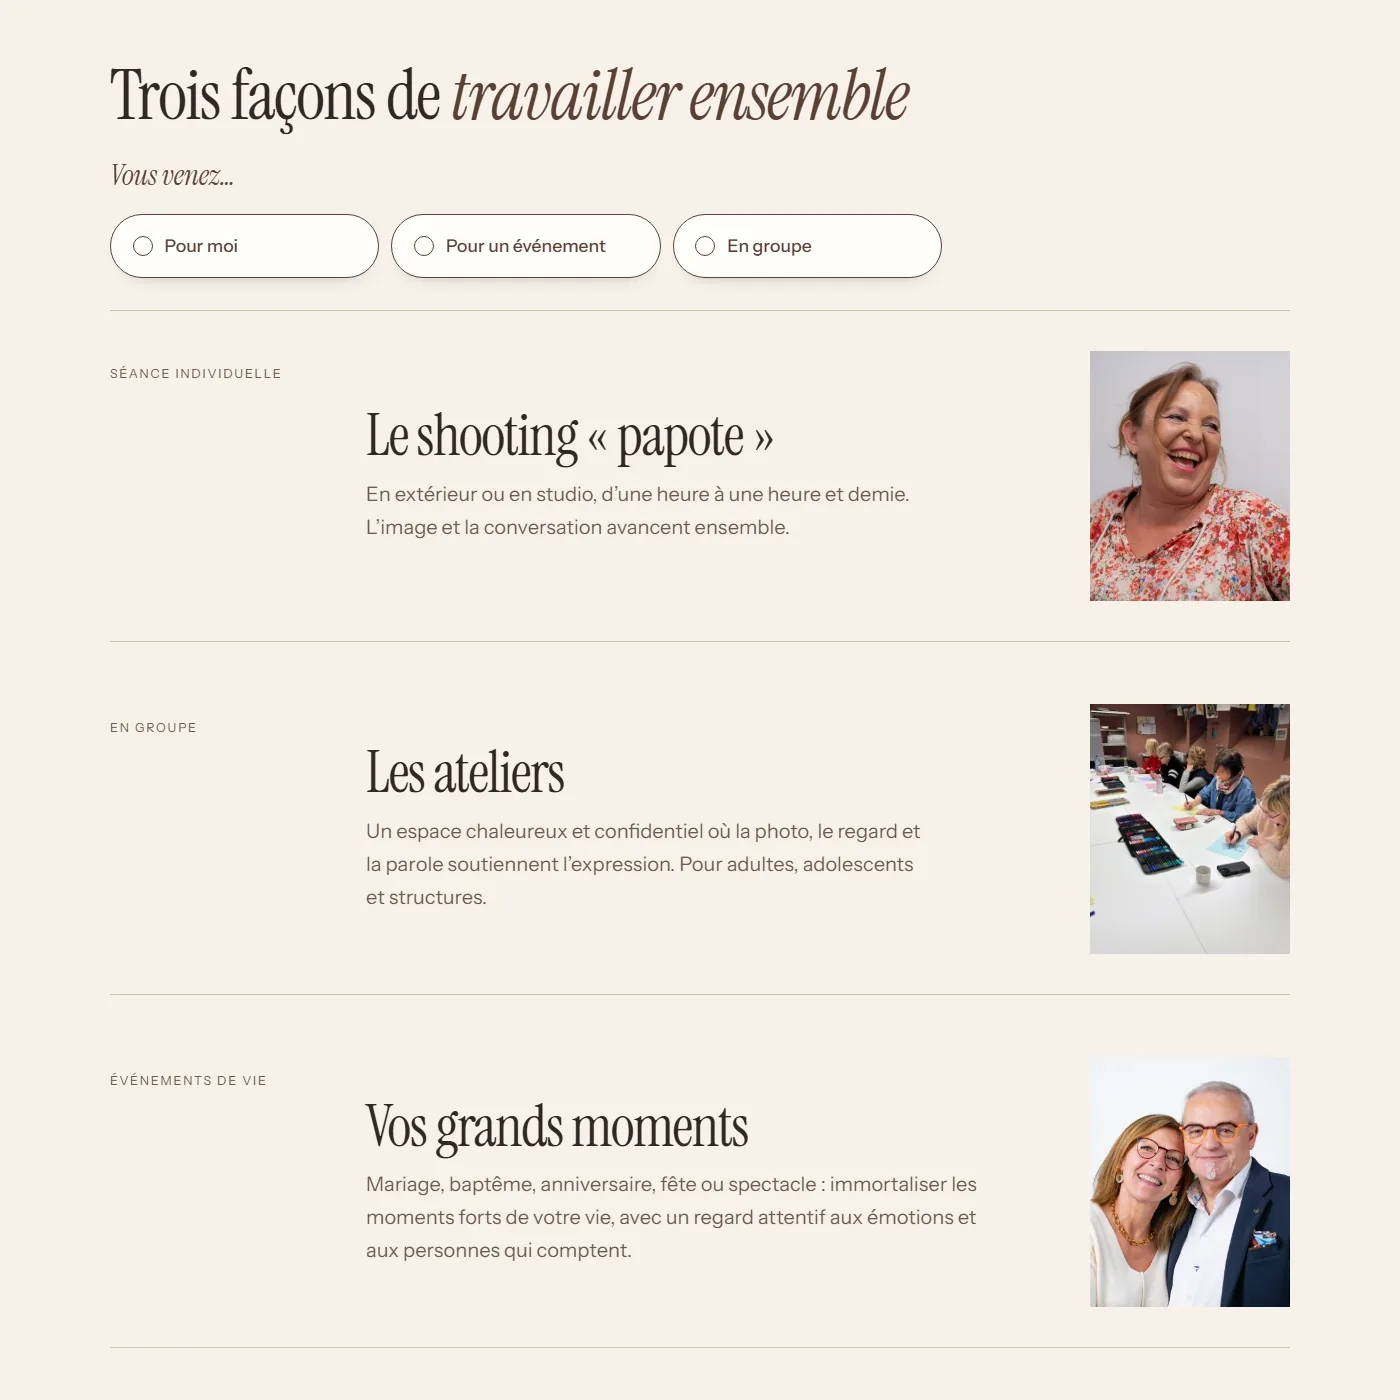 Trois façons de travailler ensemble
Vous venez...
Pour moi
Pour un événement
En groupe
SÉANCE INDIVIDUELLE
Le shooting « papote »
En extérieur ou en studio, d’une heure à une heure et demie.
L’image et la conversation avancent ensemble.
EN GROUPE
Les ateliers
Un espace chaleureux et confidentiel où la photo, le regard et
la parole soutiennent l’expression. Pour adultes, adolescents
et structures.
ÉVÉNEMENTS DE VIE
Vos grands moments
Mariage, baptême, anniversaire, fête ou spectacle : immortaliser les
moments forts de votre vie, avec un regard attentif aux émotions et
aux personnes qui comptent.